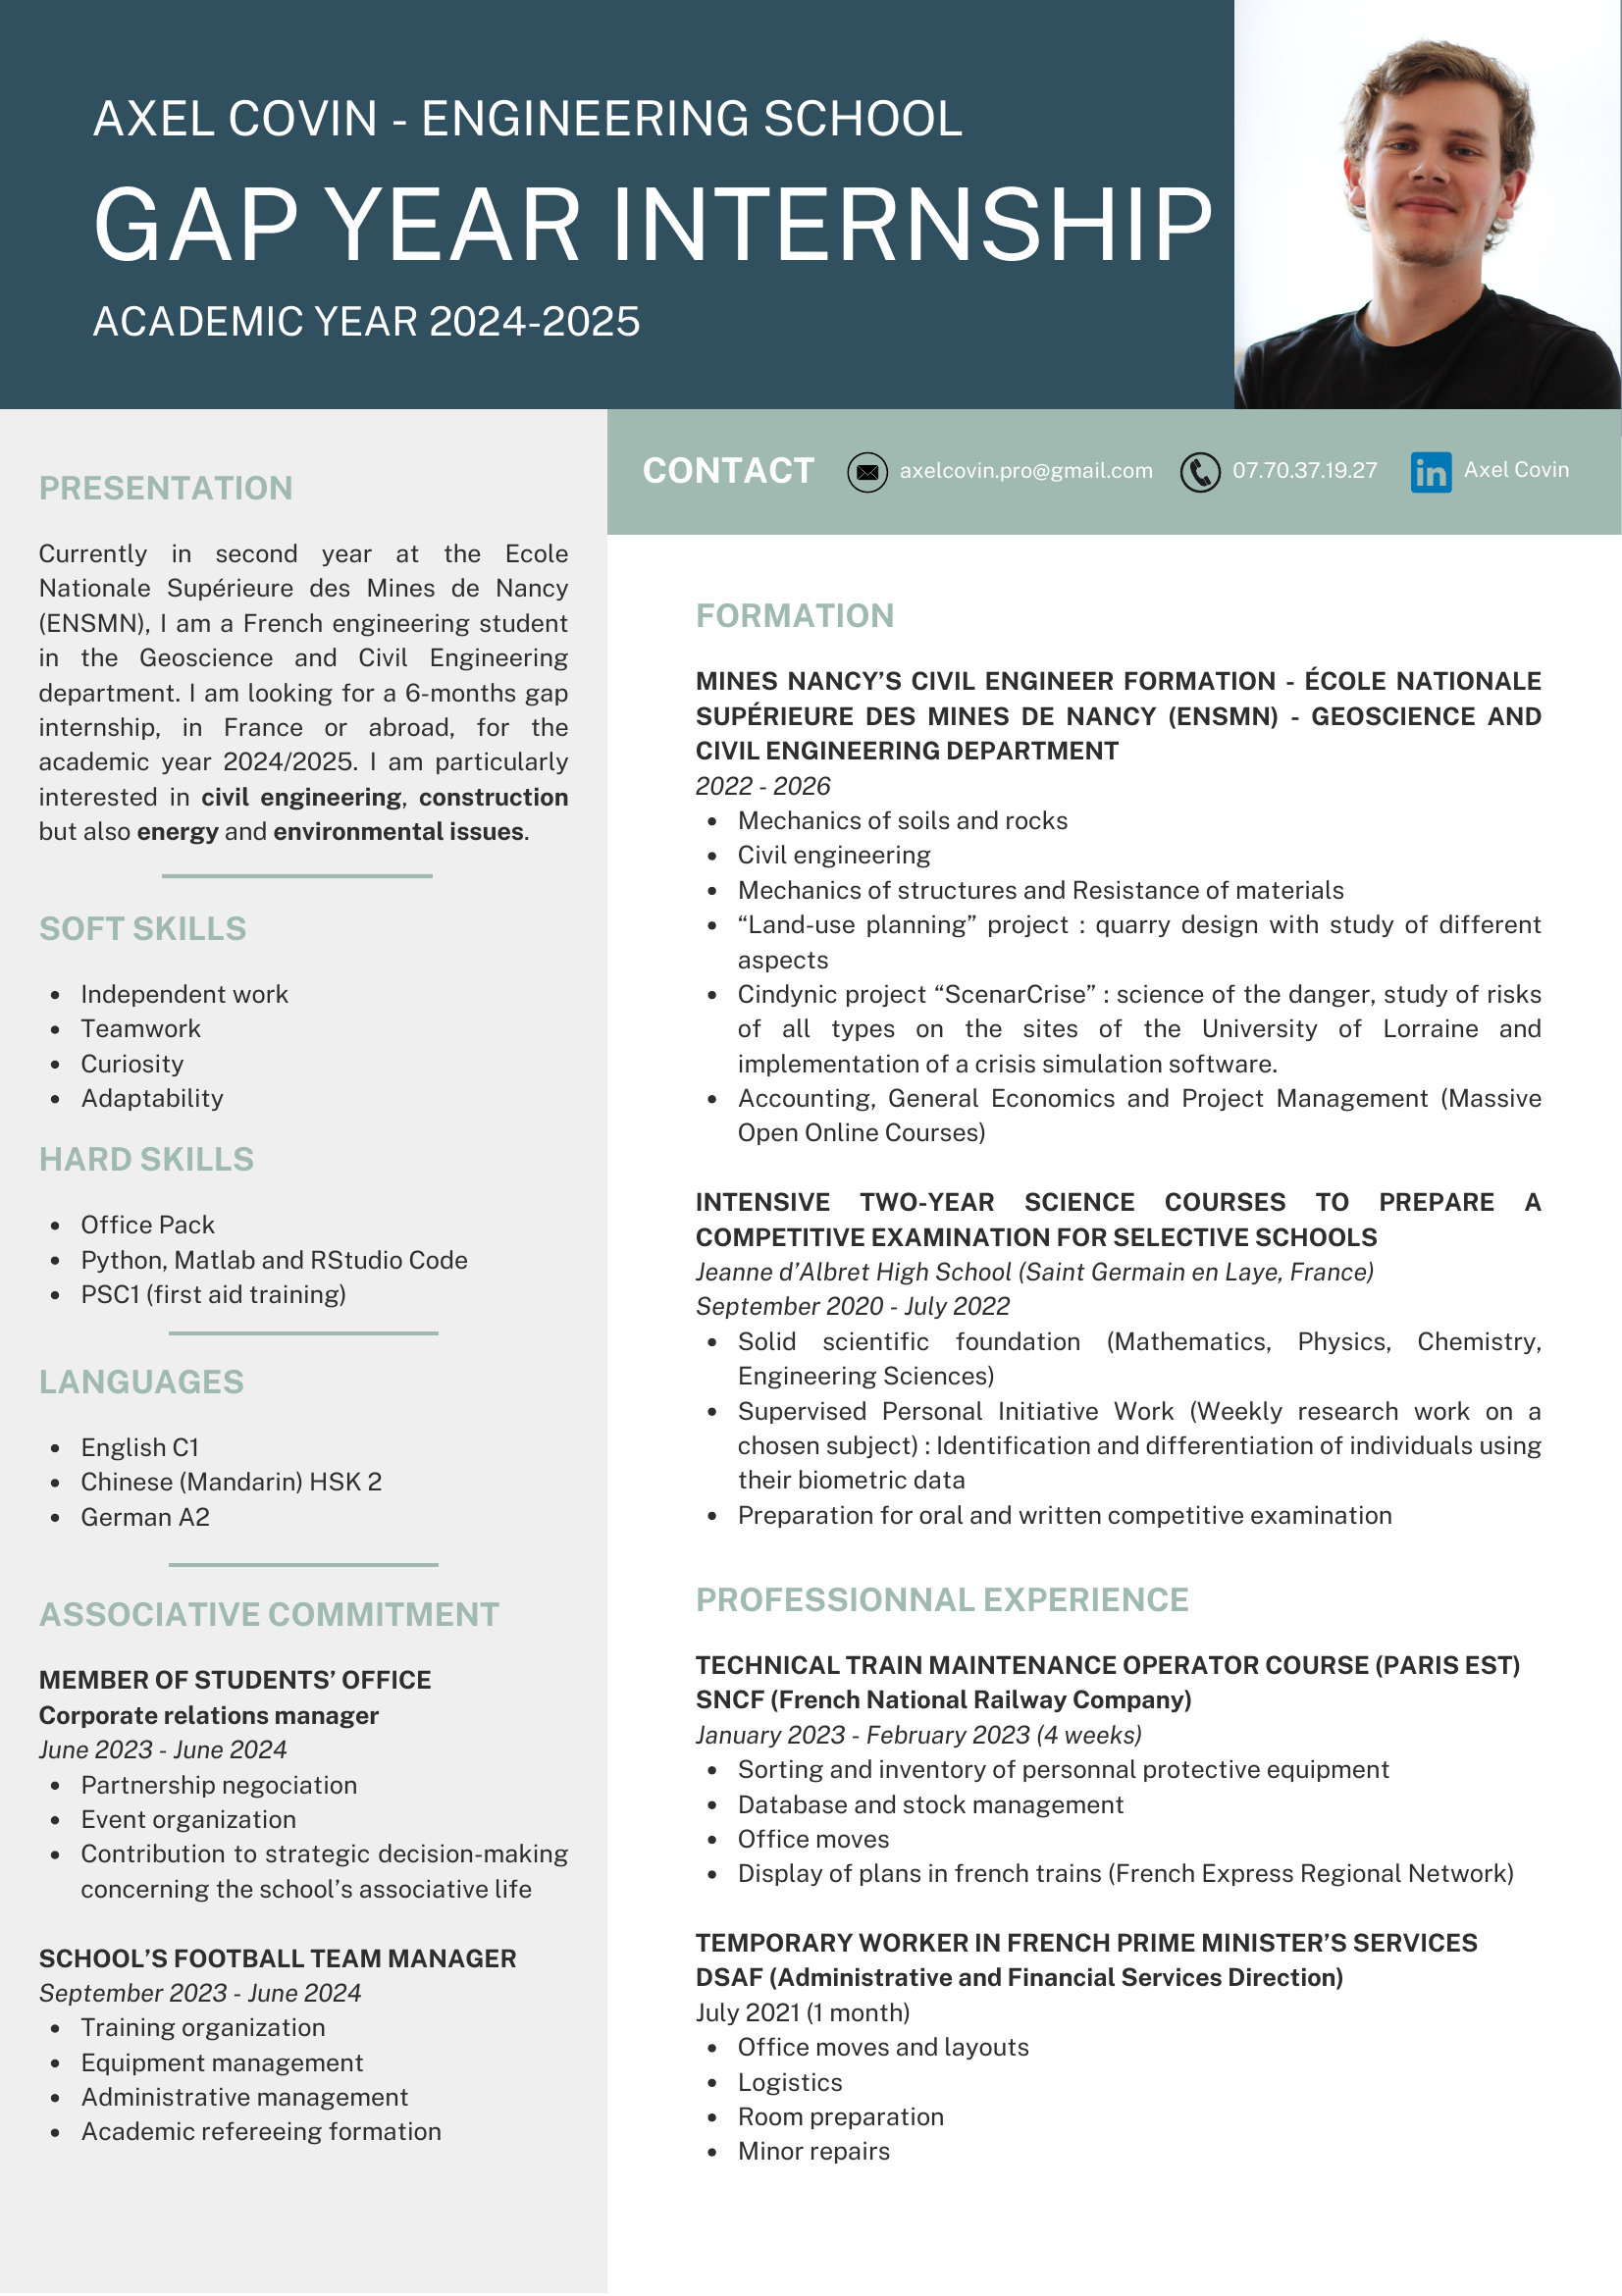 AXEL COVIN - ENGINEERING SCHOOL
GAP YEAR INTERNSHIP
ACADEMIC YEAR 2024-2025
CONTACT axelcovin.pro@gmail.com 07.70.37.19.27 in Axel Covin
PRESENTATION
Currently in second year at the Ecole
Nationale Supérieure des Mines de Nancy
(ENSMN), I am a French engineering student
in the Geoscience and Civil Engineering
department. I am looking for a 6-months gap
internship, in France or abroad, for the
academic year 2024/2025. I am particularly
interested in civil engineering, construction
but also energy and environmental issues.
SOFT SKILLS
• Independent work
• Teamwork
• Curiosity
• Adaptability
HARD SKILLS
• Office Pack
• Python, Matlab and RStudio Code
• PSC1 (first aid training)
LANGUAGES
• English C1
• Chinese (Mandarin) HSK 2
• German A2
ASSOCIATIVE COMMITMENT
MEMBER OF STUDENTS’ OFFICE
Corporate relations manager
June 2023 - June 2024
• Partnership negociation
• Event organization
• Contribution to strategic decision-making
concerning the school’s associative life
SCHOOL’S FOOTBALL TEAM MANAGER
September 2023 - June 2024
• Training organization
• Equipment management
• Administrative management
• Academic refereeing formation
FORMATION
MINES NANCY’S CIVIL ENGINEER FORMATION - ÉCOLE NATIONALE
SUPÉRIEURE DES MINES DE NANCY (ENSMN) - GEOSCIENCE AND
CIVIL ENGINEERING DEPARTMENT
2022 - 2026
• Mechanics of soils and rocks
• Civil engineering
• Mechanics of structures and Resistance of materials
• “Land-use planning” project : quarry design with study of different
aspects
• Cindynic project “ScenarCrise” : science of the danger, study of risks
of all types on the sites of the University of Lorraine and
implementation of a crisis simulation software.
• Accounting, General Economics and Project Management (Massive
Open Online Courses)
INTENSIVE TWO-YEAR SCIENCE COURSES TO PREPARE A
COMPETITIVE EXAMINATION FOR SELECTIVE SCHOOLS
Jeanne d’Albret High School (Saint Germain en Laye, France)
September 2020 - July 2022
• Solid scientific foundation (Mathematics, Physics, Chemistry,
Engineering Sciences)
• Supervised Personal Initiative Work (Weekly research work on a
chosen subject) : Identification and differentiation of individuals using
their biometric data
• Preparation for oral and written competitive examination
PROFESSIONNAL EXPERIENCE
TECHNICAL TRAIN MAINTENANCE OPERATOR COURSE (PARIS EST)
SNCF (French National Railway Company)
January 2023 - February 2023 (4 weeks)
• Sorting and inventory of personnal protective equipment
• Database and stock management
• Office moves
• Display of plans in french trains (French Express Regional Network)
TEMPORARY WORKER IN FRENCH PRIME MINISTER’S SERVICES
DSAF (Administrative and Financial Services Direction)
July 2021 (1 month)
• Office moves and layouts
• Logistics
• Room preparation
• Minor repairs